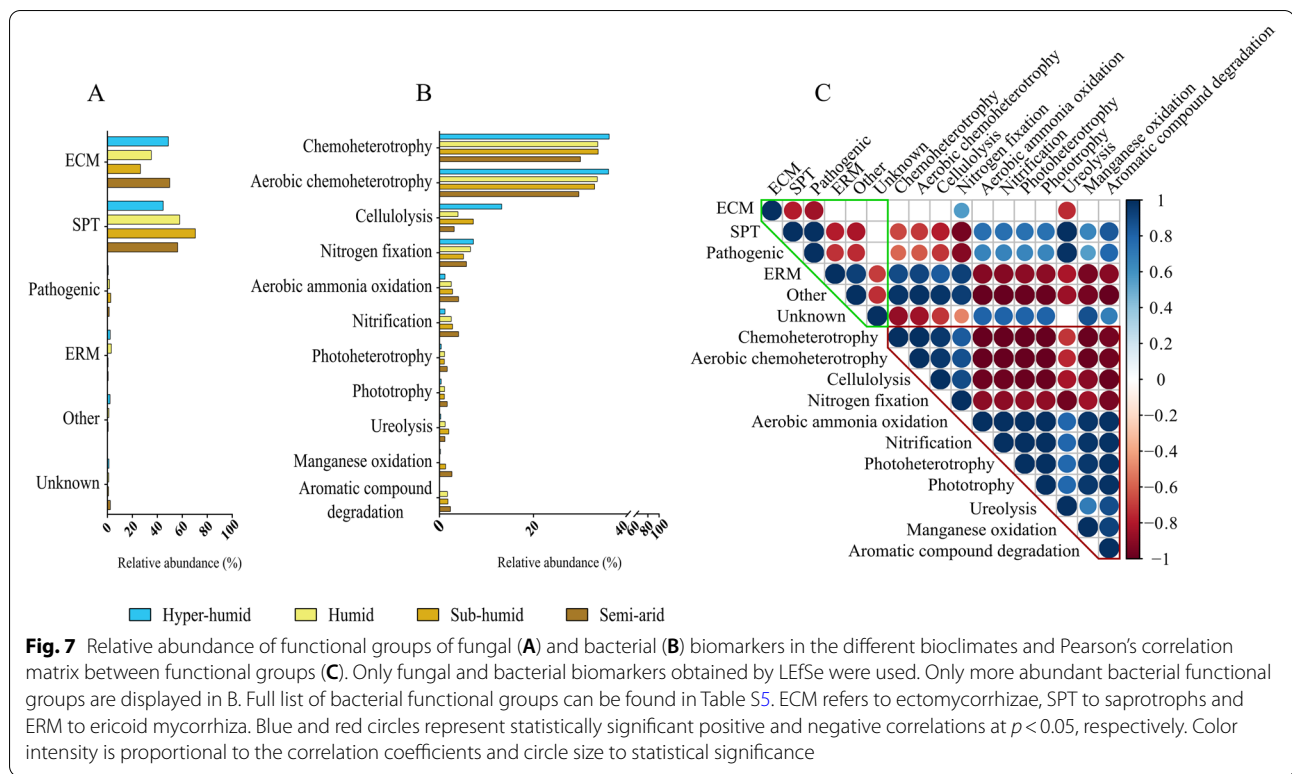 A
ECM
SPT
Pathogenic
ERM
Other
Unknown
0
20
40
60
80
100
Relative abundance (%)
B
Chemoheterotrophy
Aerobic chemoheterotrophy
Cellulolysis
Nitrogen fixation
Aerobic ammonia oxidation
Nitrification
Photoheterotrophy
Phototrophy
Ureolysis
Manganese oxidation
Aromatic compound
degradation
0
20
40
60
80
100
Relative abundance (%)
C
ECM
SPT
Pathogenic
ERM
Other
Unknown
Chemoheterotrophy
Aerobic chemoheterotrophy
Cellulolysis
Nitrogen fixation
Aerobic ammonia oxidation
Nitrification
Photoheterotrophy
Phototrophy
Ureolysis
Manganese oxidation
Aromatic compound degradation
ECM
SPT
Pathogenic
ERM
Other
Unknown
Chemoheterotrophy
Aerobic chemoheterotrophy
Cellulolysis
Nitrogen fixation
Aerobic ammonia oxidation
Nitrification
Photoheterotrophy
Phototrophy
Ureolysis
Manganese oxidation
Aromatic compound degradation
1
0.8
0.6
0.4
0.2
0
−0.2
−0.4
−0.6
−0.8
−1
Hyper-humid
Humid
Sub-humid
Semi-arid
Fig. 7 Relative abundance of functional groups of fungal (A) and bacterial (B) biomarkers in the different bioclimates and Pearson's correlation
matrix between functional groups (C). Only fungal and bacterial biomarkers obtained by LEfSe were used. Only more abundant bacterial functional
groups are displayed in B. Full list of bacterial functional groups can be found in Table S5. ECM refers to ectomycorrhizae, SPT to saprotrophs and
ERM to ericoid mycorrhiza. Blue and red circles represent statistically significant positive and negative correlations at p < 0.05, respectively. Color
intensity is proportional to the correlation coefficients and circle size to statistical significance